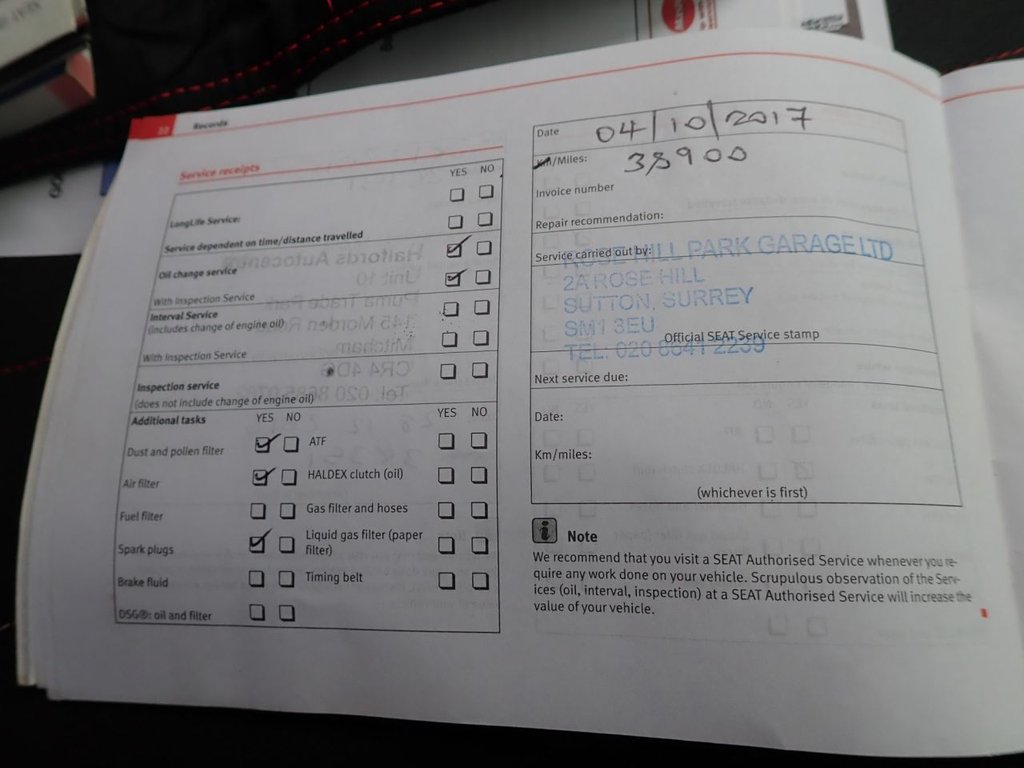 22 Records
Service receipts
YES NO
LongLife Service:
Service dependent on time/distance travelled
Oil change service
With Inspection Service
Interval Service
(includes change of engine oil)
With Inspection Service
Inspection service
(does not include change of engine oil)
Additional tasks YES NO YES NO
Dust and pollen filter ATF
Air filter HALDEX clutch (oil)
Fuel filter Gas filter and hoses
Spark plugs Liquid gas filter (paper
filter)
Brake fluid Timing belt
DSG®: oil and filter
Date 04/10/2017
Km/Miles: 38900
Invoice number
Repair recommendation:
Service carried out by:
ROSE HILL PARK GARAGE LTD
2A ROSE HILL
SUTTON, SURREY
SM1 3EU
Official SEAT Service stamp
TEL: 020 8641 2239
Next service due:
Date:
Km/miles:
(whichever is first)
i Note
We recommend that you visit a SEAT Authorised Service whenever you re-
quire any work done on your vehicle. Scrupulous observation of the Serv-
ices (oil, interval, inspection) at a SEAT Authorised Service will increase the
value of your vehicle.